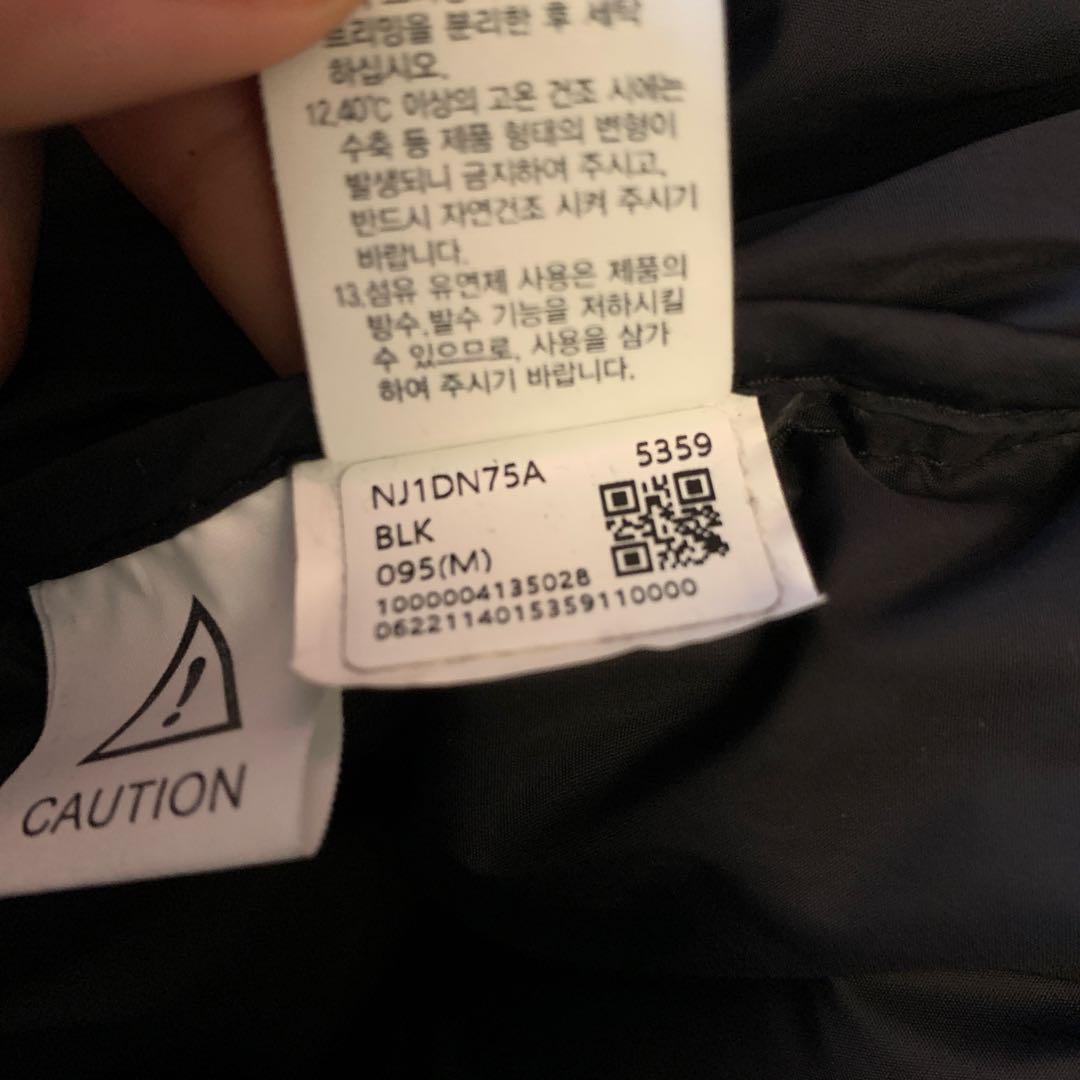 트리밍을 분리한 후 세탁
하십시오.
12.40℃ 이상의 고온 건조 시에는
수축 등 제품 형태의 변형이
발생되니 금지하여 주시고,
반드시 자연건조 시켜 주시기
바랍니다.
13.섬유 유연제 사용은 제품의
방수.발수 기능을 저하시킬
수 있으므로, 사용을 삼가
하여 주시기 바랍니다.
NJ1DN75A 5359
BLK
095(M)
1000004135028
0622114015359110000
CAUTION